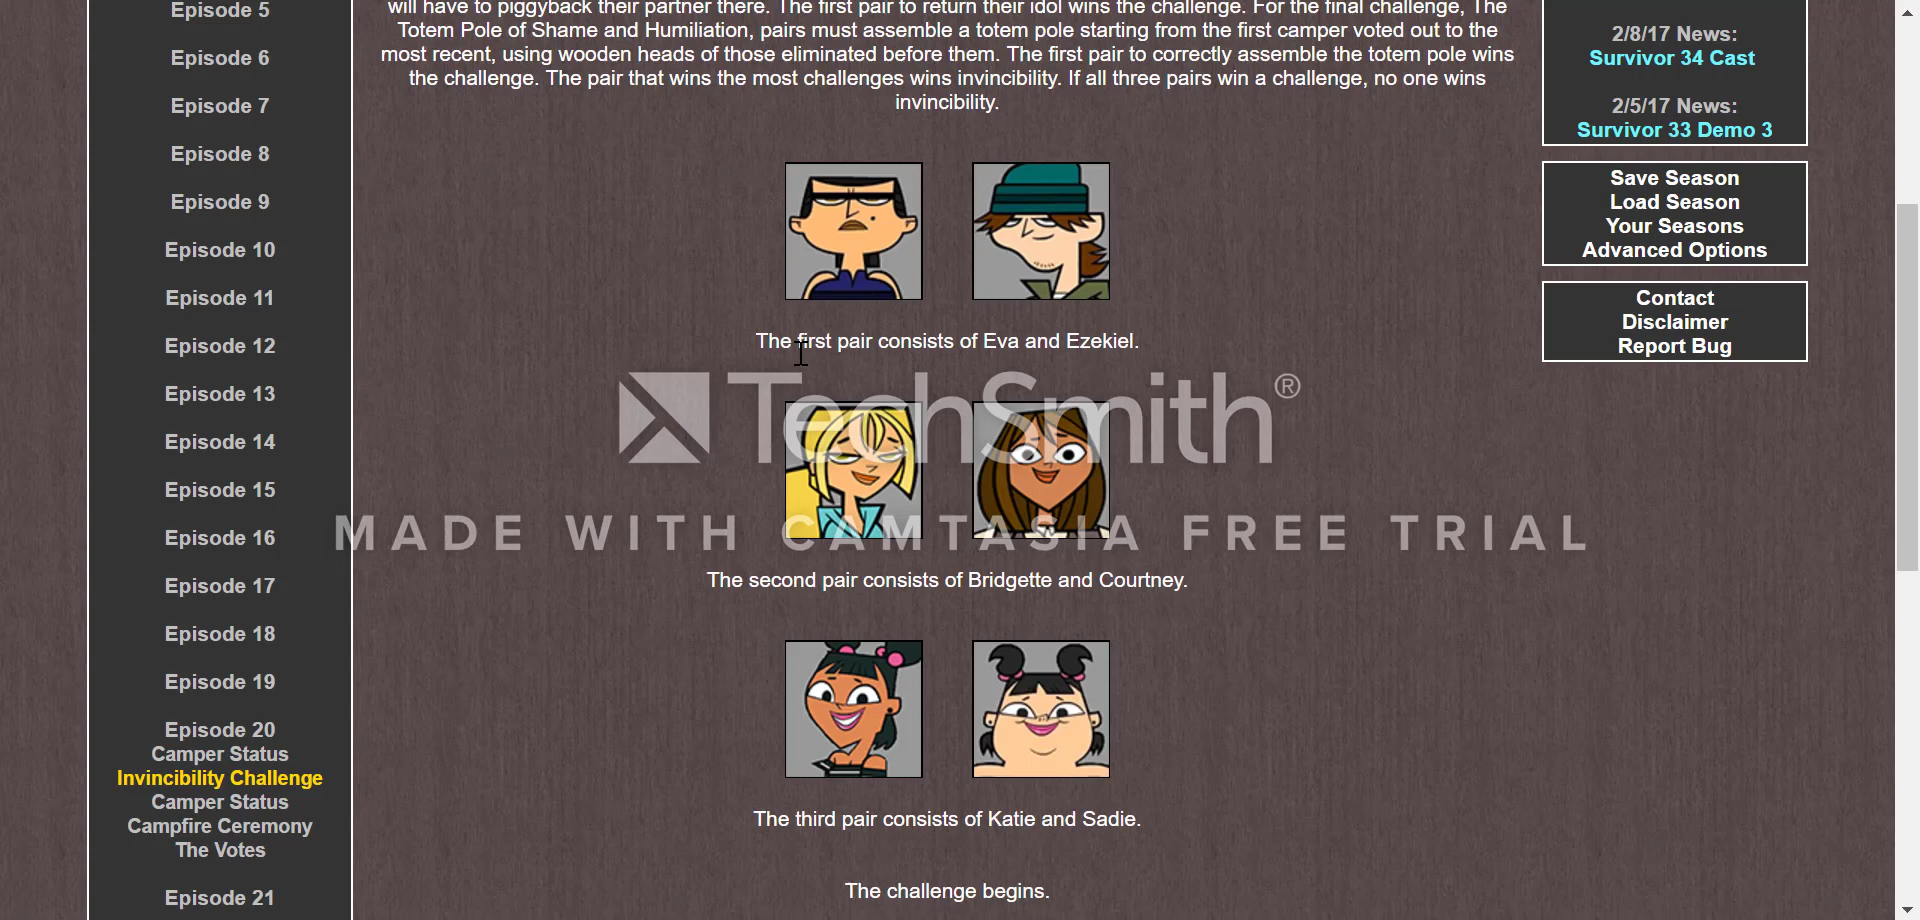 Episode 5
Episode 6
Episode 7
Episode 8
Episode 9
Episode 10
Episode 11
Episode 12
Episode 13
Episode 14
Episode 15
Episode 16
Episode 17
Episode 18
Episode 19
Episode 20
Camper Status
Invincibility Challenge
Camper Status
Campfire Ceremony
The Votes
Episode 21
will have to piggyback their partner there. The first pair to return their idol wins the challenge. For the final challenge, The
Totem Pole of Shame and Humiliation, pairs must assemble a totem pole starting from the first camper voted out to the
most recent, using wooden heads of those eliminated before them. The first pair to correctly assemble the totem pole wins
the challenge. The pair that wins the most challenges wins invincibility. If all three pairs win a challenge, no one wins
invincibility.
The first pair consists of Eva and Ezekiel.
TechSmith®
MADE WITH CAMTASIA FREE TRIAL
The second pair consists of Bridgette and Courtney.
The third pair consists of Katie and Sadie.
The challenge begins.
2/8/17 News:
Survivor 34 Cast
2/5/17 News:
Survivor 33 Demo 3
Save Season
Load Season
Your Seasons
Advanced Options
Contact
Disclaimer
Report Bug